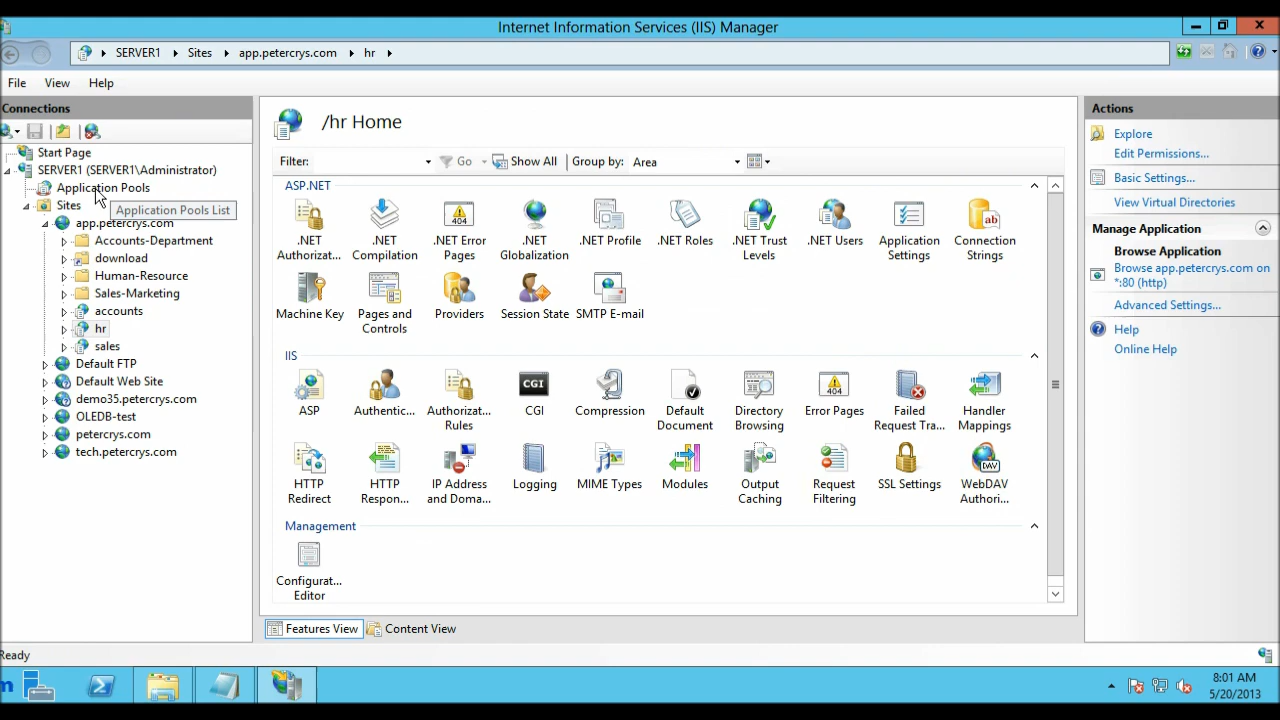 Internet Information Services (IIS) Manager
SERVER1
Sites
app.petercrys.com
hr
File
View
Help
Connections
Start Page
SERVER1 (SERVER1\Administrator)
Application Pools
Application Pools List
Sites
app.petercrys.com
Accounts-Department
download
Human-Resource
Sales-Marketing
accounts
hr
sales
Default FTP
Default Web Site
demo35.petercrys.com
OLEDB-test
petercrys.com
tech.petercrys.com
/hr Home
Filter:
Go
Show All
Group by:
Area
ASP.NET
.NET
Authorizat...
.NET
Compilation
404
.NET Error
Pages
.NET
Globalization
.NET Profile
.NET Roles
.NET Trust
Levels
.NET Users
Application
Settings
ab
Connection
Strings
Machine Key
Pages and
Controls
Providers
Session State
SMTP E-mail
IIS
ASP
Authentic...
Authorizat...
Rules
CGI
CGI
Compression
Default
Document
Directory
Browsing
404
Error Pages
Failed
Request Tra...
Handler
Mappings
HTTP
Redirect
HTTP
Respon...
IP Address
and Doma...
Logging
MIME Types
Modules
Output
Caching
Request
Filtering
SSL Settings
DAV
WebDAV
Authori...
Management
Configurat...
Editor
Features View
Content View
Actions
Explore
Edit Permissions...
Basic Settings...
View Virtual Directories
Manage Application
Browse Application
Browse app.petercrys.com on
*:80 (http)
Advanced Settings...
Help
Online Help
Ready
m
8:01 AM
5/20/2013